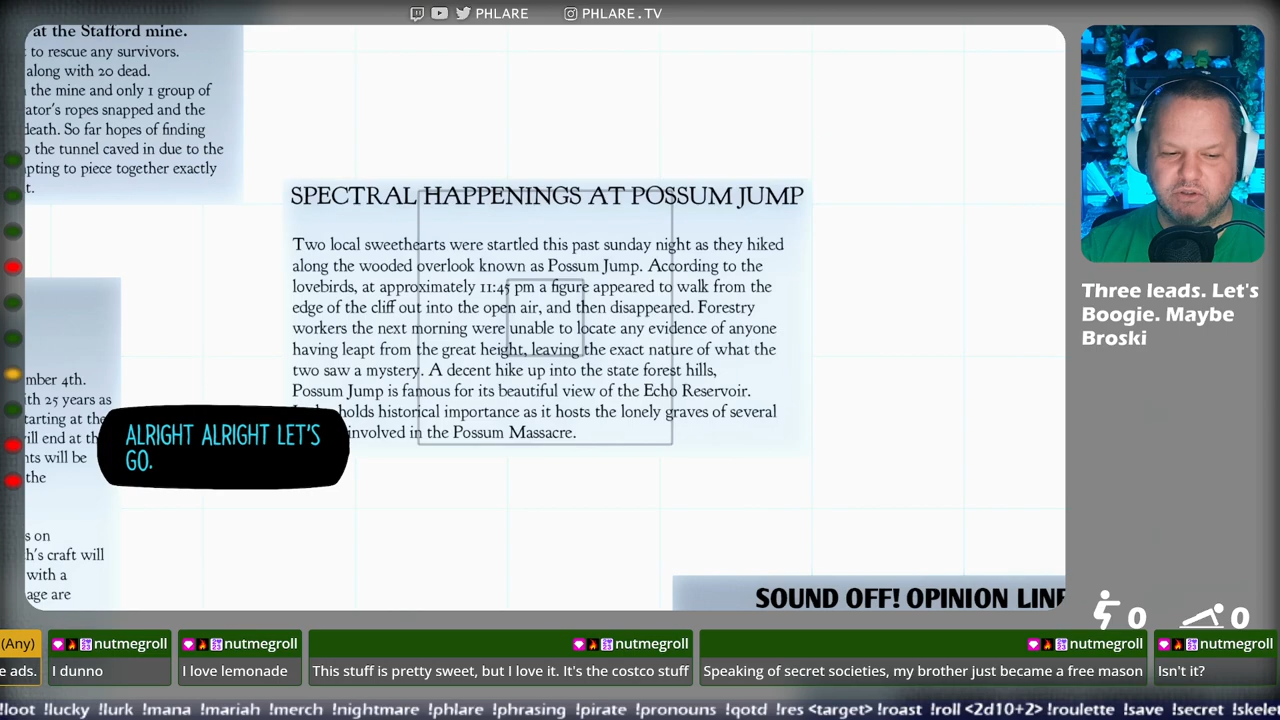 PHLARE
PHLARE.TV
at the Stafford mine.
to rescue any survivors.
along with 20 dead.
the mine and only 1 group of
ator's ropes snapped and the
death. So far hopes of finding
the tunnel caved in due to the
pting to piece together exactly
t.
SPECTRAL HAPPENINGS AT POSSUM JUMP
Two local sweethearts were startled this past sunday night as they hiked
along the wooded overlook known as Possum Jump. According to the
lovebirds, at approximately 11:45 pm a figure appeared to walk from the
edge of the cliff out into the open air, and then disappeared. Forestry
workers the next morning were unable to locate any evidence of anyone
having leapt from the great height, leaving the exact nature of what the
two saw a mystery. A decent hike up into the state forest hills,
Possum Jump is famous for its beautiful view of the Echo Reservoir.
holds historical importance as it hosts the lonely graves of several
involved in the Possum Massacre.
mber 4th.
ith 25 years as
tarting at the
ill end at th
nts will be
the
s on
h's craft will
with a
age are
ALRIGHT ALRIGHT LET'S
GO.
SOUND OFF! OPINION LINE
Three leads. Let's
Boogie. Maybe
Broski
0
0
(Any)
e ads.
nutmegroll
I dunno
nutmegroll
I love lemonade
nutmegroll
This stuff is pretty sweet, but I love it. It's the costco stuff
nutmegroll
Speaking of secret societies, my brother just became a free mason
nutmegroll
Isn't it?
!loot !lucky !lurk !mana !mariah !merch !nightmare !phlare !phrasing !pirate !pronouns !qotd !res <target> !roast !roll <2d10+2> !roulette !save !secret !skele